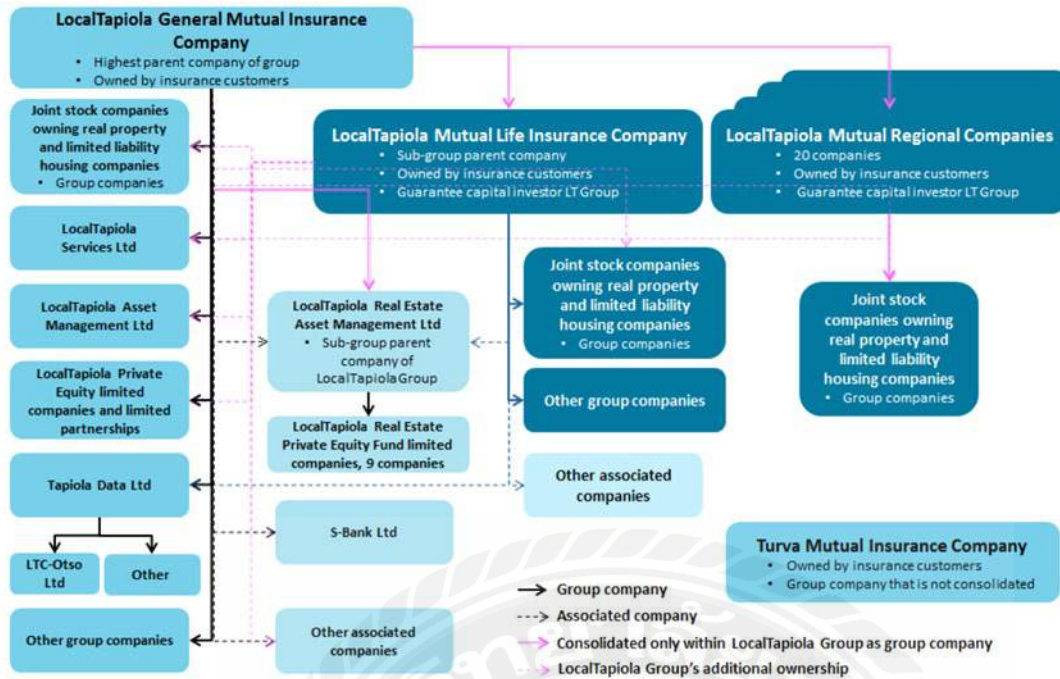 LocalTapiola General Mutual Insurance
Company
• Highest parent company of group
• Owned by insurance customers
Joint stock companies
owning real property
and limited liability
housing companies
• Group companies
LocalTapiola
Services Ltd
LocalTapiola Asset
Management Ltd
LocalTapiola Private
Equity limited
companies and limited
partnerships
Tapiola Data Ltd
LTC-Otso
Ltd
Other
Other group companies
LocalTapiola Mutual Life Insurance Company
• Sub-group parent company
• Owned by insurance customers
• Guarantee capital investor LT Group
LocalTapiola Mutual Regional Companies
• 20 companies
• Owned by insurance customers
• Guarantee capital investor LT Group
LocalTapiola Real Estate
Asset Management Ltd
• Sub-group parent
company of
LocalTapiola Group
LocalTapiola Real Estate
Private Equity Fund limited
companies, 9 companies
S-Bank Ltd
Other associated
companies
Joint stock companies
owning real property
and limited liability
housing companies
• Group companies
Other group companies
Other associated
companies
Joint stock
companies owning
real property and
limited liability
housing companies
• Group companies
Turva Mutual Insurance Company
• Owned by insurance customers
• Group company that is not consolidated
Group company
Associated company
Consolidated only within LocalTapiola Group as group company
LocalTapiola Group's additional ownership